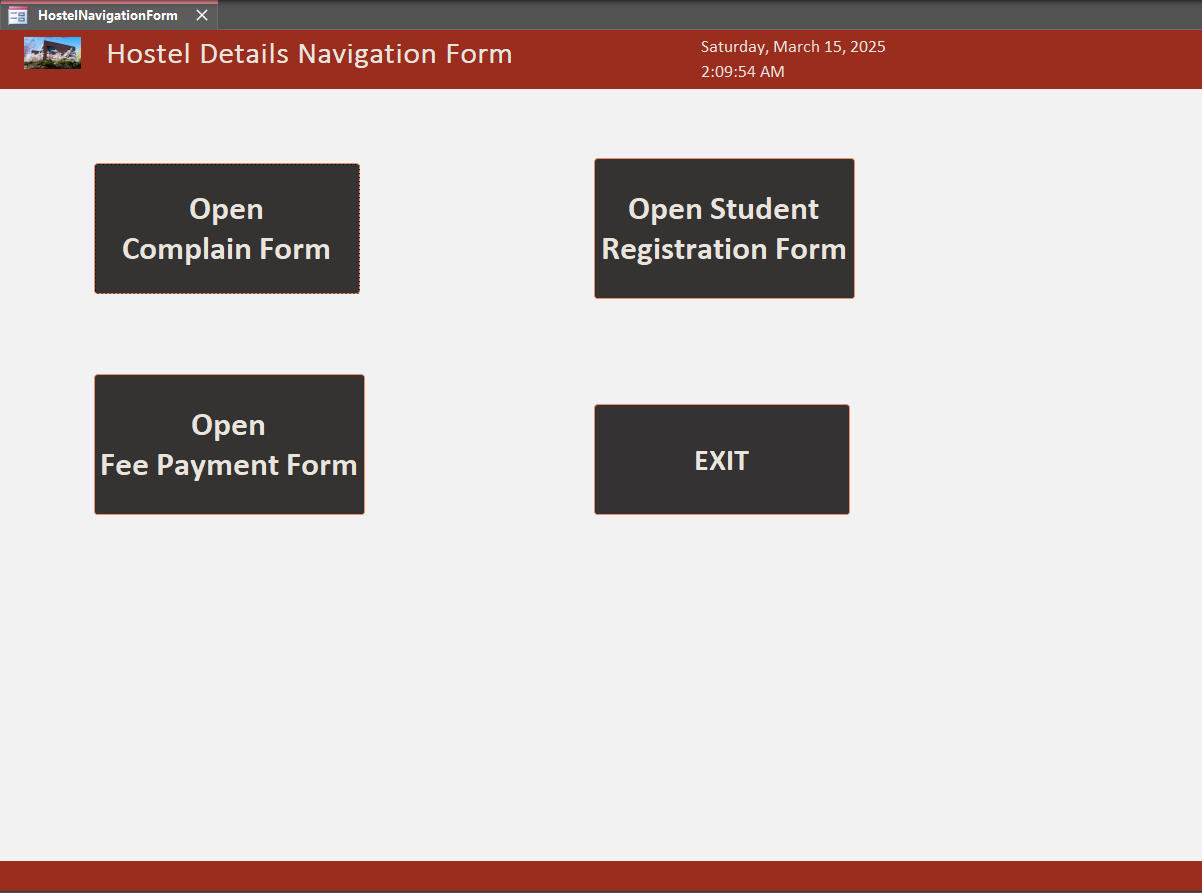 HostelNavigationForm
Hostel Details Navigation Form
Saturday, March 15, 2025
2:09:54 AM
Open
Complain Form
Open Student
Registration Form
Open
Fee Payment Form
EXIT